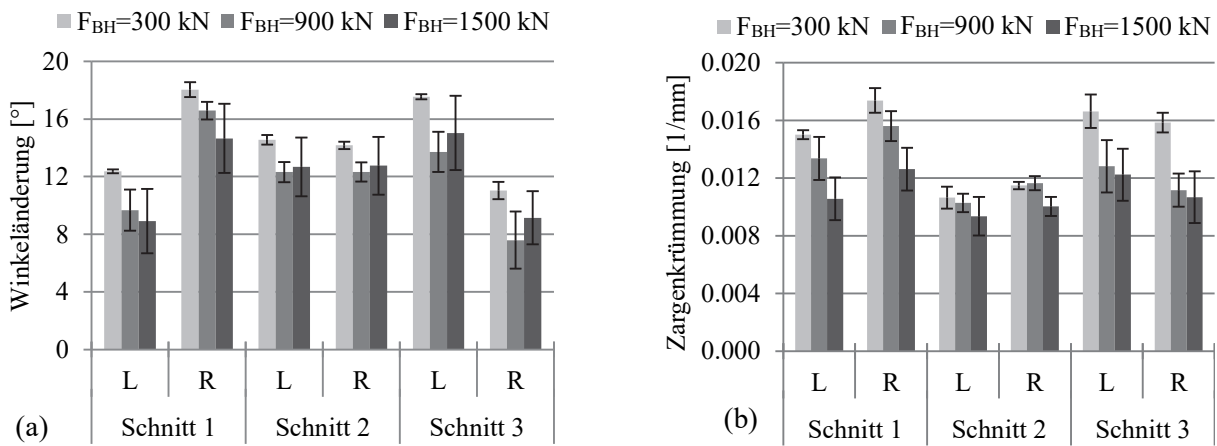 F_BH=300 kN F_BH=900 kN F_BH=1500 kN
Winkeländerung [°]
20
16
12
8
4
0
L R L R L R
Schnitt 1 Schnitt 2 Schnitt 3
(a)
F_BH=300 kN F_BH=900 kN F_BH=1500 kN
Zargenkrümmung [1/mm]
0.020
0.016
0.012
0.008
0.004
0.000
L R L R L R
Schnitt 1 Schnitt 2 Schnitt 3
(b)